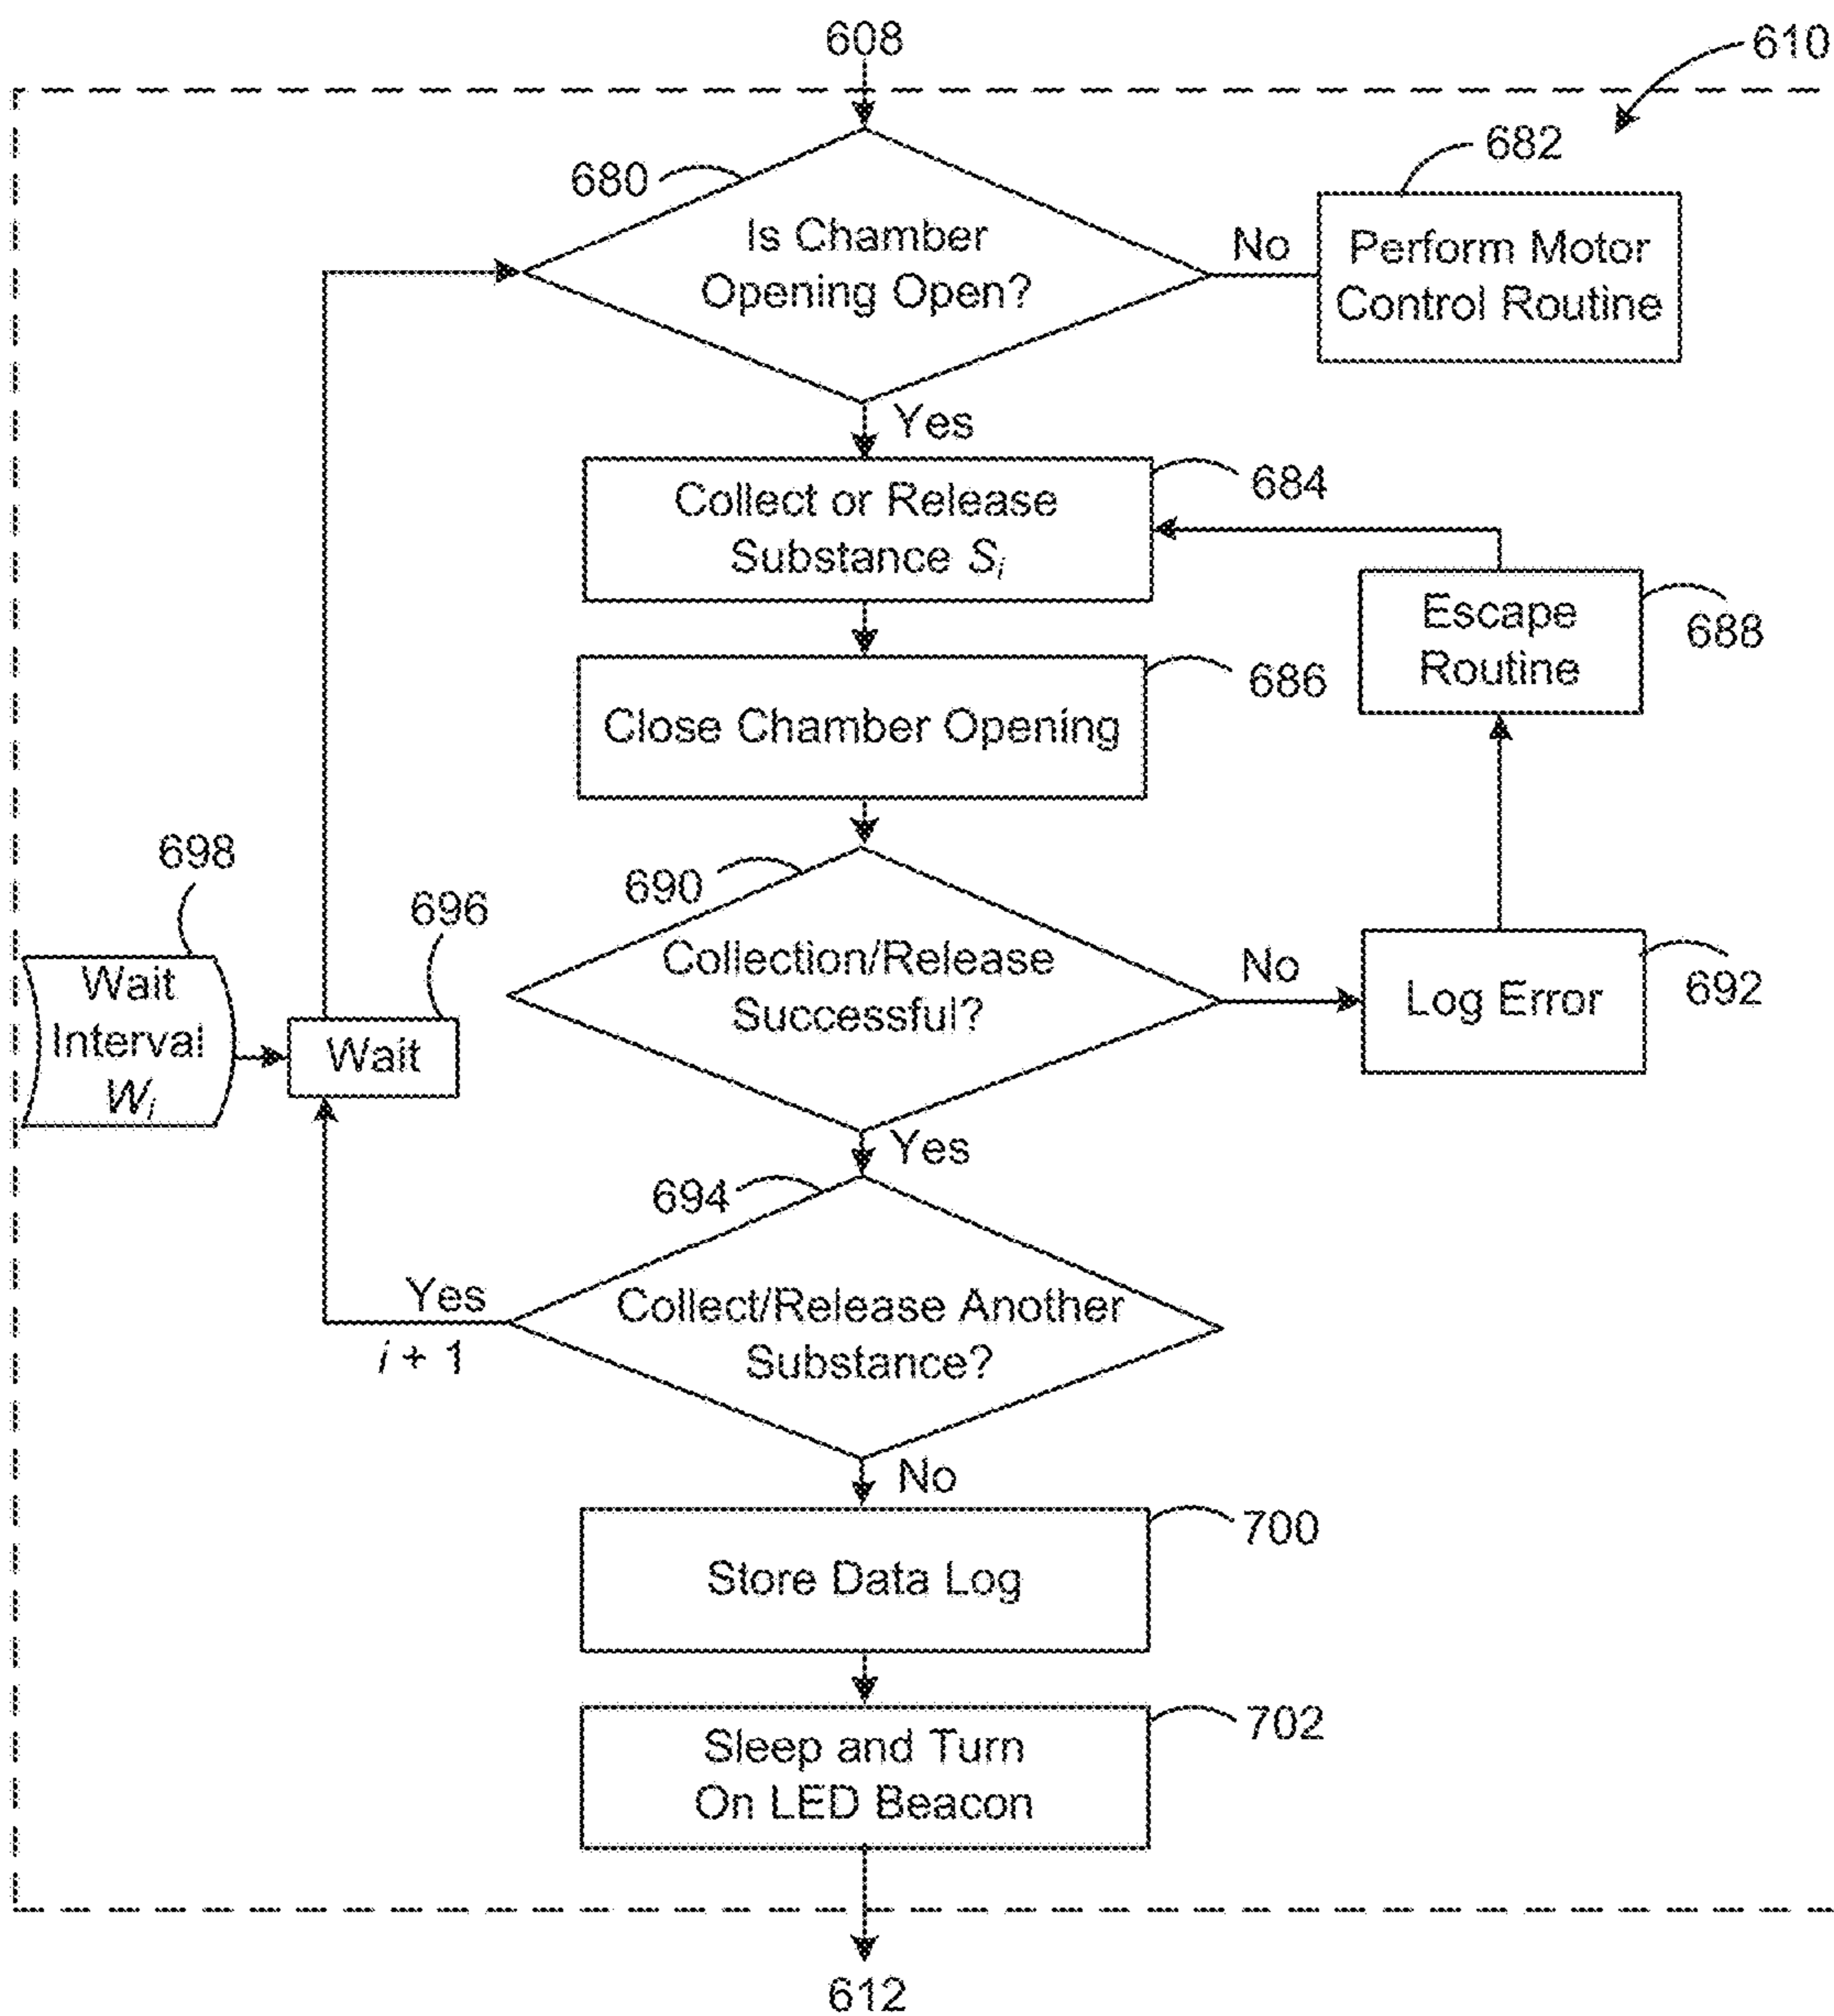 608
610
680
682
Is Chamber
Opening Open?
No
Perform Motor
Control Routine
Yes
684
Collect or Release
Substance Si
Escape
Routine
688
686
Close Chamber Opening
698
696
690
Wait
Interval
Wi
Wait
Collection/Release
Successful?
No
Log Error
692
Yes
694
Yes
i + 1
Collect/Release Another
Substance?
No
700
Store Data Log
702
Sleep and Turn
On LED Beacon
612